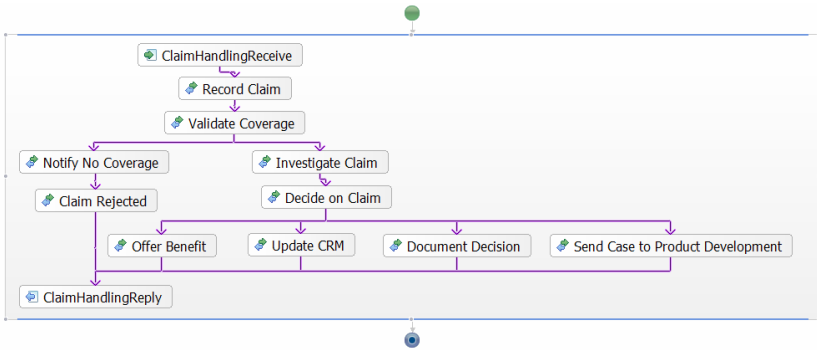 ClaimHandlingReceive
Record Claim
Validate Coverage
Notify No Coverage
Investigate Claim
Claim Rejected
Decide on Claim
Offer Benefit
Update CRM
Document Decision
Send Case to Product Development
ClaimHandlingReply